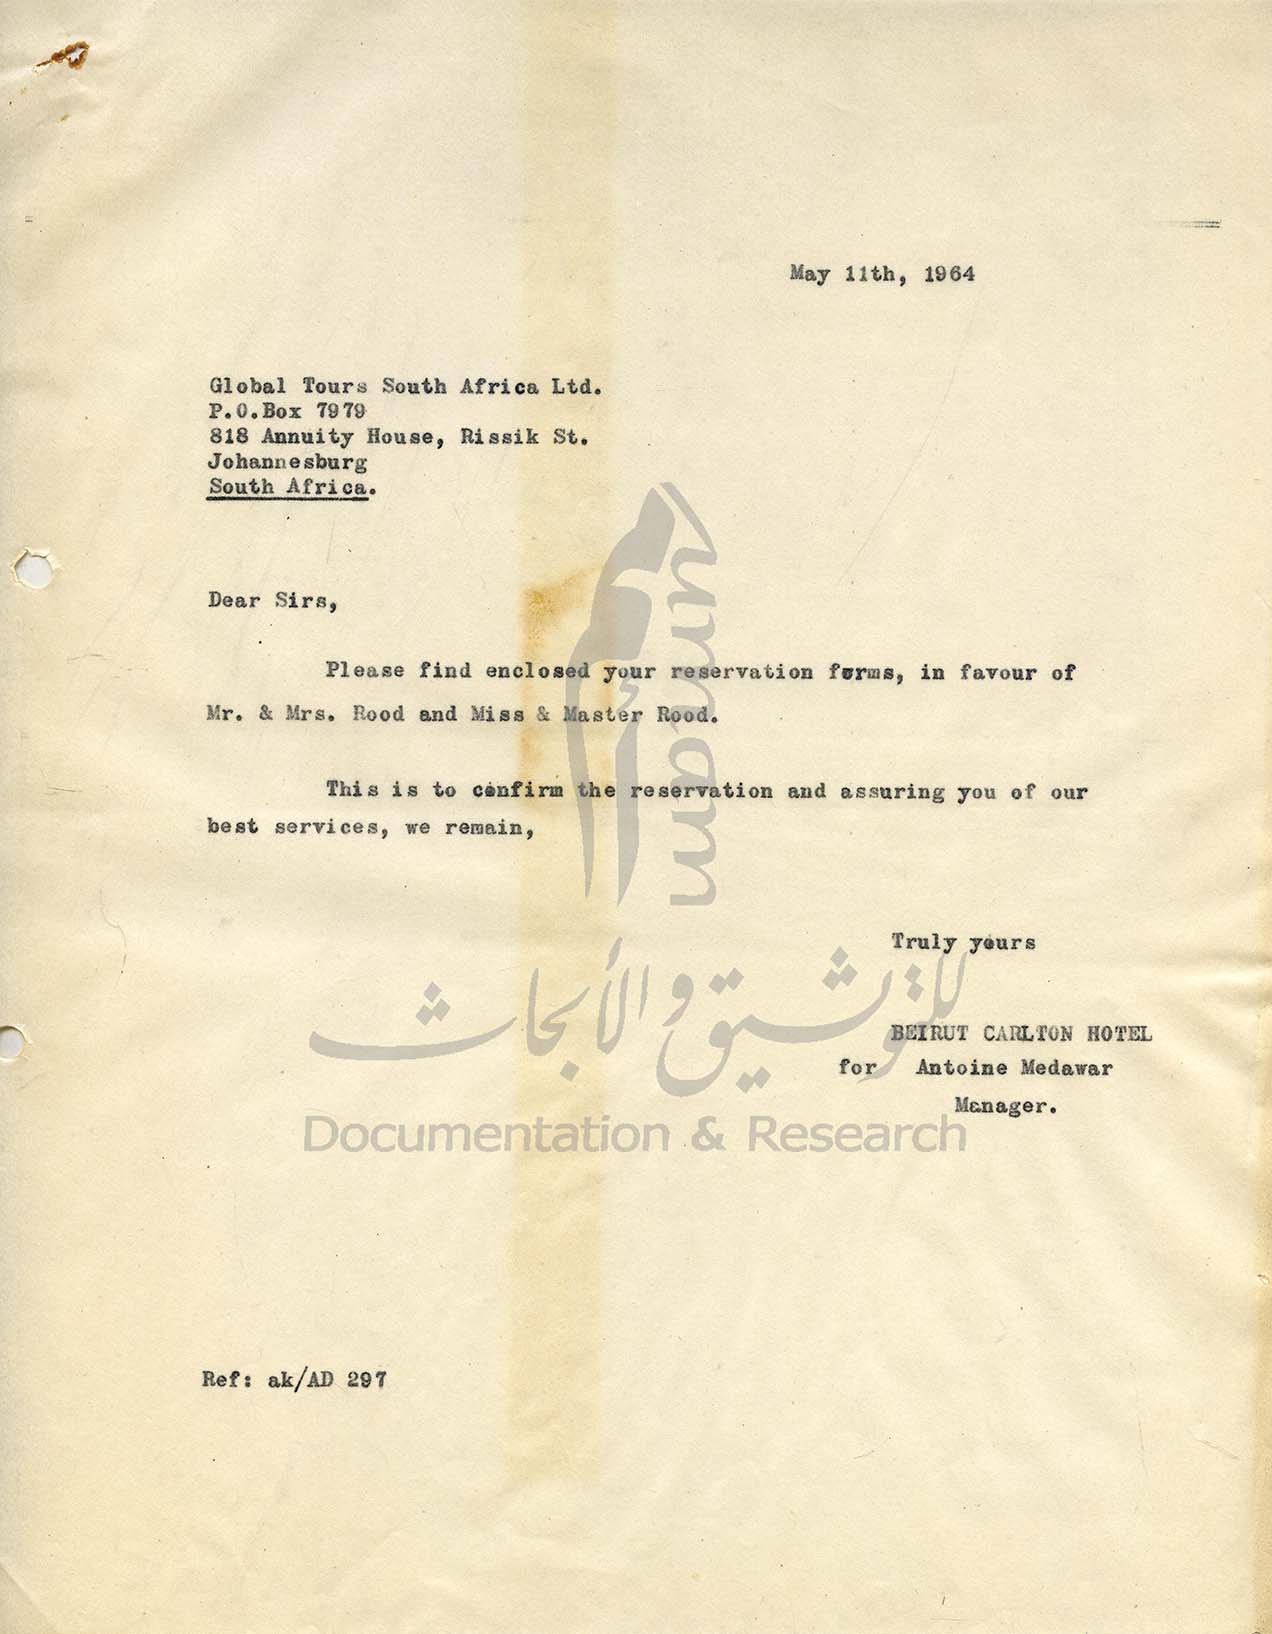 May 11th, 1964
Global Tours South Africa Ltd.
P.O.Box 7979
818 Annuity House, Rissik St.
Johannesburg
South Africa.
Dear Sirs,
Please find enclosed your reservation forms, in favour of
Mr. & Mrs. Rood and Miss & Master Rood.
This is to confirm the reservation and assuring you of our
best services, we remain,
Truly yours
BEIRUT CARLTON HOTEL
for Antoine Medawar
Manager.
Ref: ak/AD 297
أمم
umam
للتوثيق والأبحاث
Documentation & Research